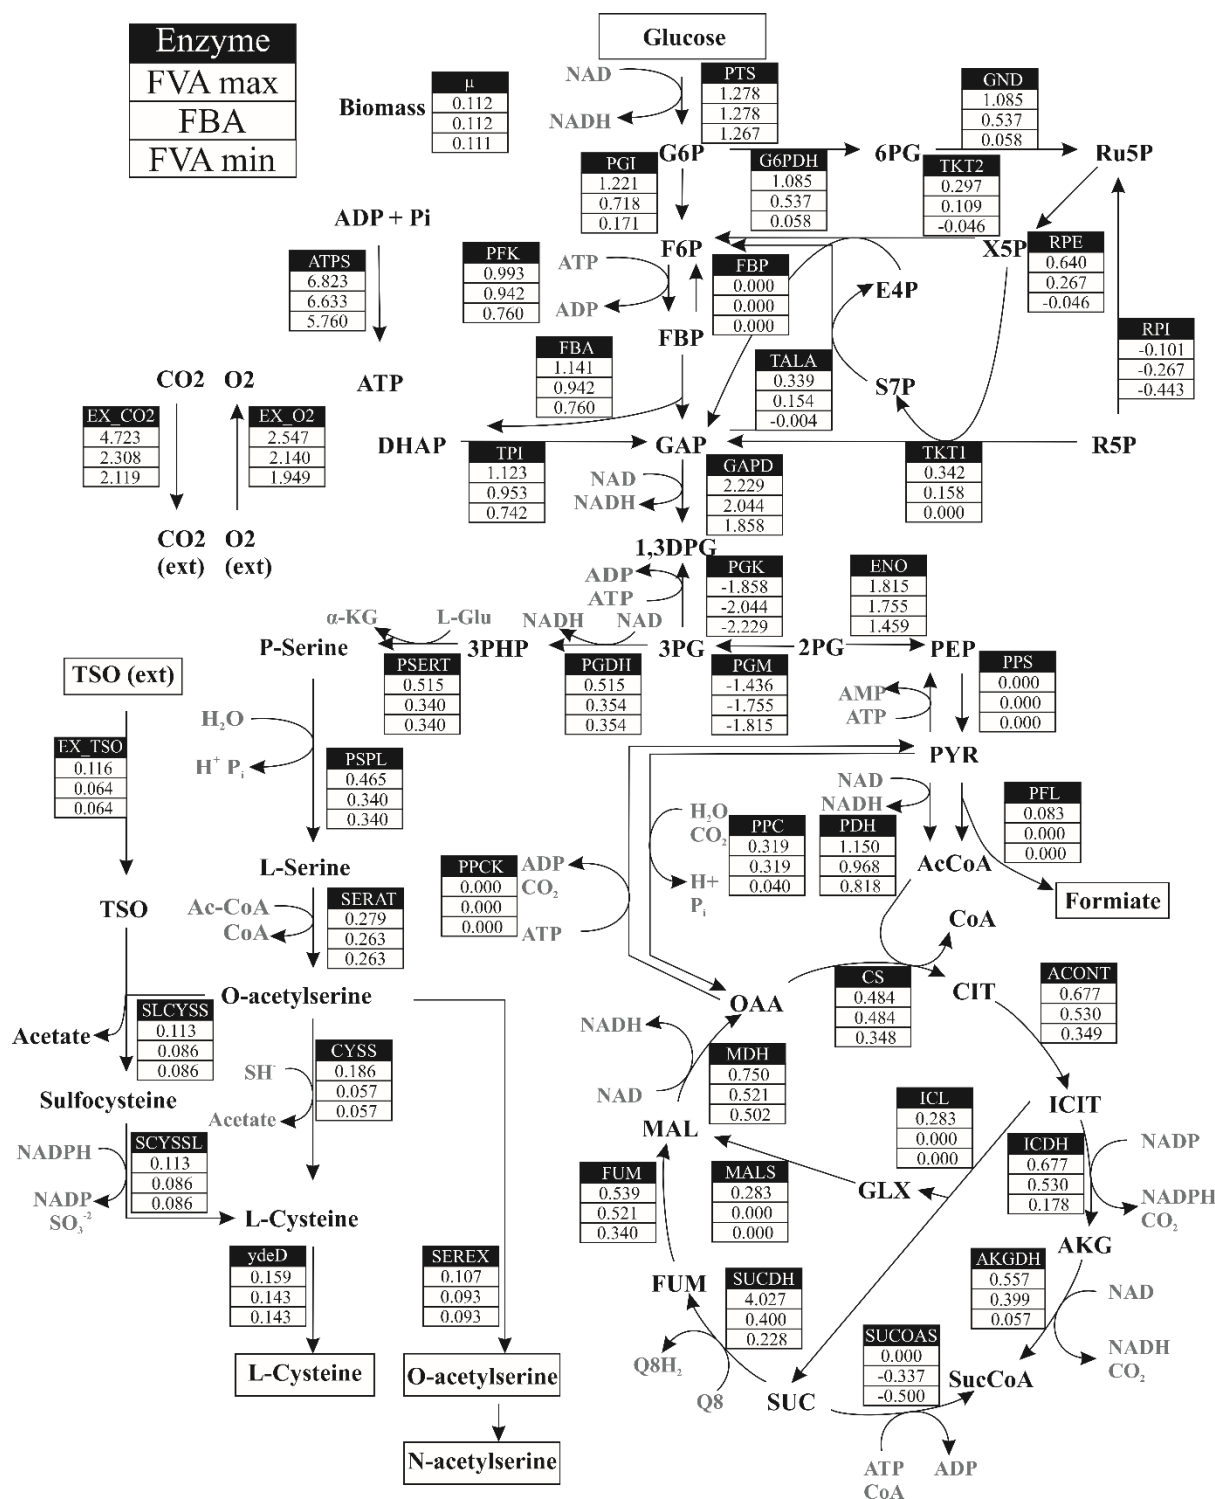 Enzyme
FVA max
FBA
FVA min
Glucose
Biomass
μ
0.112
0.112
0.111
NAD
NADH
PTS
1.278
1.278
1.267
GND
1.085
0.537
0.058
G6P
6PG
Ru5P
PGI
1.221
0.718
0.171
G6PDH
1.085
0.537
0.058
TKT2
0.297
0.109
-0.046
ADP + Pi
ATPS
6.823
6.633
5.760
ATP
PFK
0.993
0.942
0.760
ATP
ADP
F6P
FBP
0.000
0.000
0.000
X5P
RPE
0.640
0.267
-0.046
E4P
RPI
-0.101
-0.267
-0.443
FBP
FBA
1.141
0.942
0.760
TALA
0.339
0.154
-0.004
S7P
CO2
O2
EX_CO2
4.723
2.308
2.119
EX_O2
2.547
2.140
1.949
CO2
(ext)
O2
(ext)
DHAP
TPI
1.123
0.953
0.742
GAP
TKT1
0.342
0.158
0.000
R5P
NAD
NADH
GAPD
2.229
2.044
1.858
1,3DPG
ADP
ATP
PGK
-1.858
-2.044
-2.229
ENO
1.815
1.755
1.459
α-KG
L-Glu
NADH
NAD
P-Serine
3PHP
3PG
2PG
PEP
PSERT
0.515
0.340
0.340
PGDH
0.515
0.354
0.354
PGM
-1.436
-1.755
-1.815
PPS
0.000
0.000
0.000
TSO (ext)
EX_TSO
0.116
0.064
0.064
H₂O
H⁺ Pᵢ
PSPL
0.465
0.340
0.340
AMP
ATP
PYR
NAD
NADH
PFL
0.083
0.000
0.000
H₂O
CO₂
H+
Pᵢ
PPC
0.319
0.319
0.040
PDH
1.150
0.968
0.818
AcCoA
Formiate
L-Serine
PPCK
0.000
0.000
0.000
ADP
CO₂
ATP
TSO
Ac-CoA
CoA
SERAT
0.279
0.263
0.263
CoA
O-acetylserine
OAA
CS
0.484
0.484
0.348
CIT
ACONT
0.677
0.530
0.349
Acetate
SLCYSS
0.113
0.086
0.086
SH⁻
Acetate
CYSS
0.186
0.057
0.057
NADH
NAD
MDH
0.750
0.521
0.502
Sulfocysteine
ICL
0.283
0.000
0.000
ICIT
MAL
NADPH
NADP
SO₃⁻²
SCYSSL
0.113
0.086
0.086
FUM
0.539
0.521
0.340
MALS
0.283
0.000
0.000
GLX
ICDH
0.677
0.530
0.178
NADP
NADPH
CO₂
L-Cysteine
AKG
ydeD
0.159
0.143
0.143
SEREX
0.107
0.093
0.093
FUM
SUCDH
4.027
0.400
0.228
AKGDH
0.557
0.399
0.057
NAD
NADH
CO₂
Q8H₂
Q8
SUCOAS
0.000
-0.337
-0.500
SucCoA
SUC
L-Cysteine
O-acetylserine
N-acetylserine
ATP
CoA
ADP